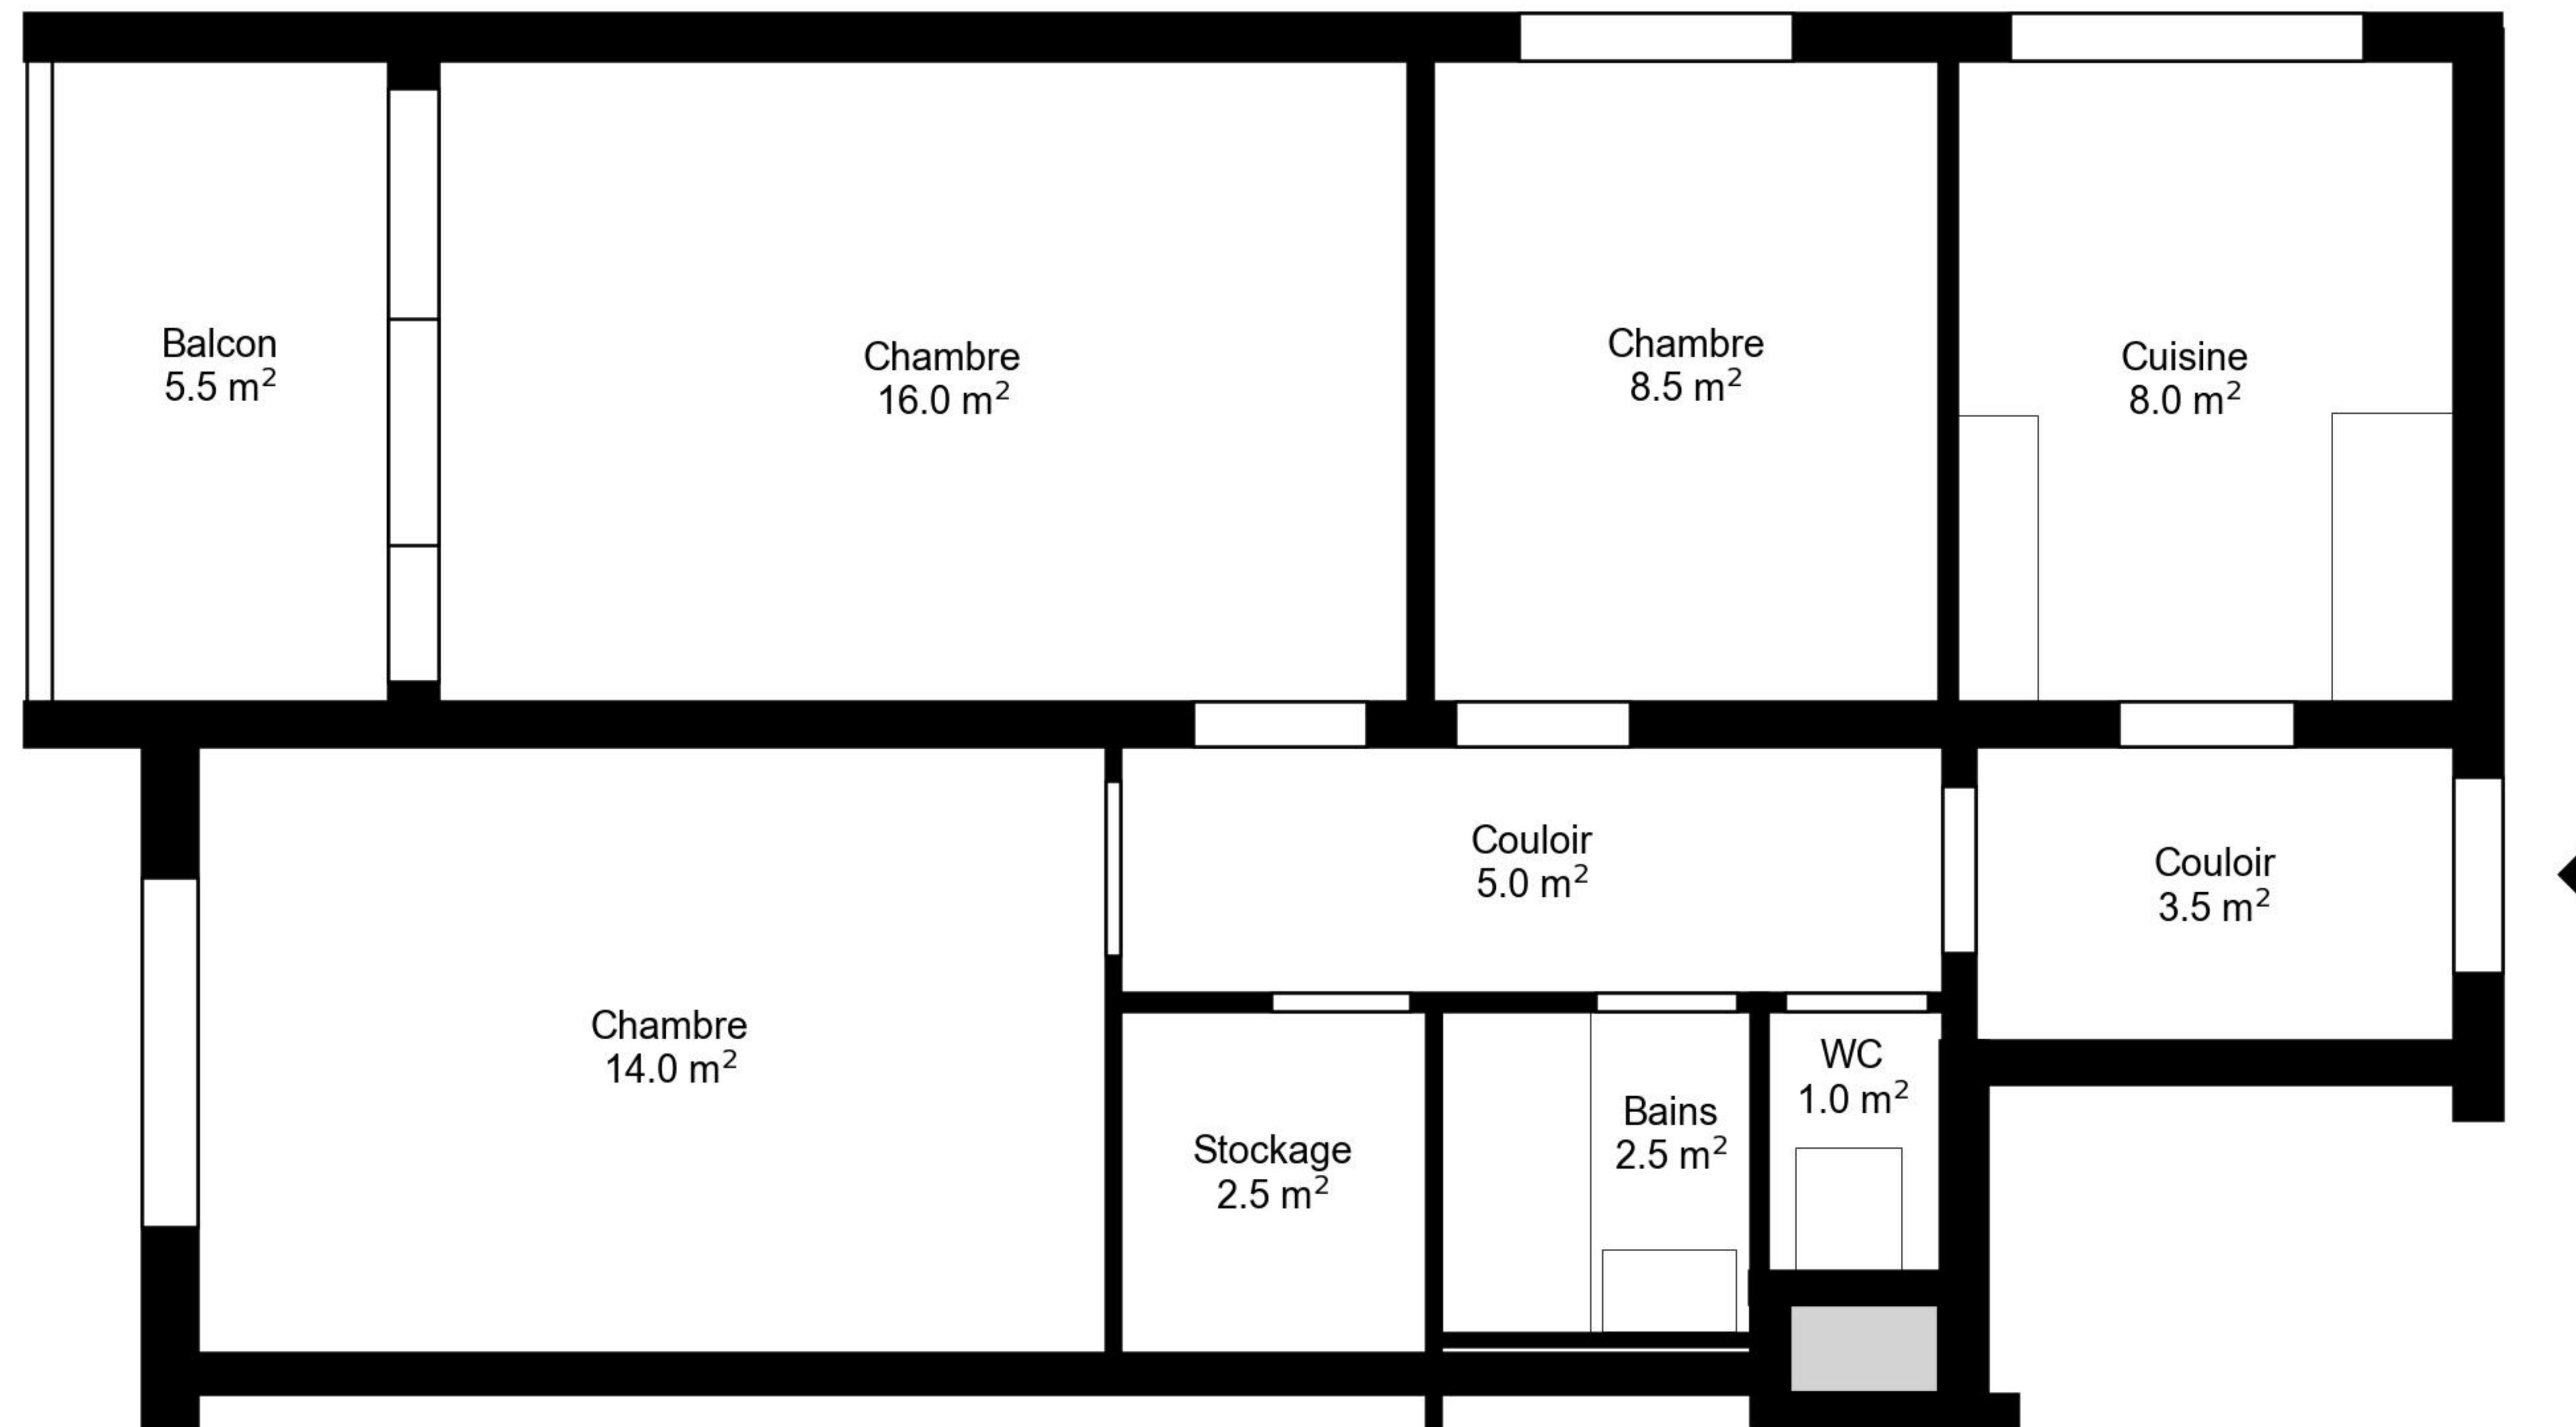 Balcon
5.5 m²
Chambre
16.0 m²
Chambre
8.5 m²
Cuisine
8.0 m²
Couloir
5.0 m²
Couloir
3.5 m²
Chambre
14.0 m²
Stockage
2.5 m²
Bains
2.5 m²
WC
1.0 m²